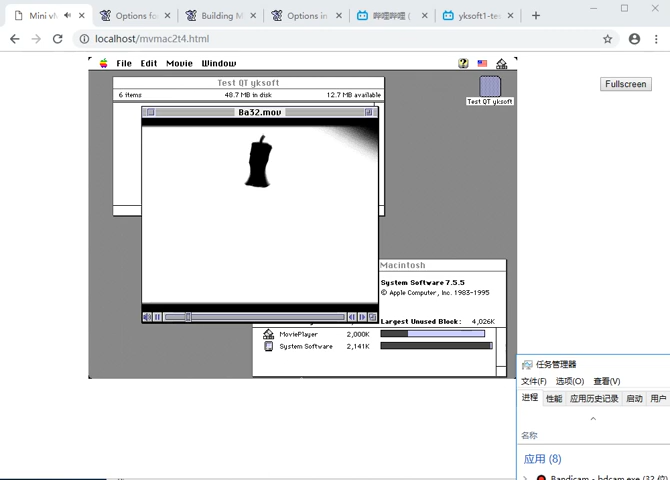 Mini vM
Options fo
Building M
Options in
哔哩哔哩 (
yksoft1-tes
localhost/mvmac2t4.html
Fullscreen
File Edit Movie Window
Test QT yksoft
6 items 48.7 MB in disk 12.7 MB available
Test QT yksoft
Ba32.mov
Macintosh
System Software 7.5.5
© Apple Computer, Inc. 1983-1995
Largest Unused Block: 4,026K
MoviePlayer 2,000K
System Software 2,141K
任务管理器
文件(F) 选项(O) 查看(V)
进程 性能 应用历史记录 启动 用户
名称
应用 (8)
Bandicam - bdcam.exe (32 位)